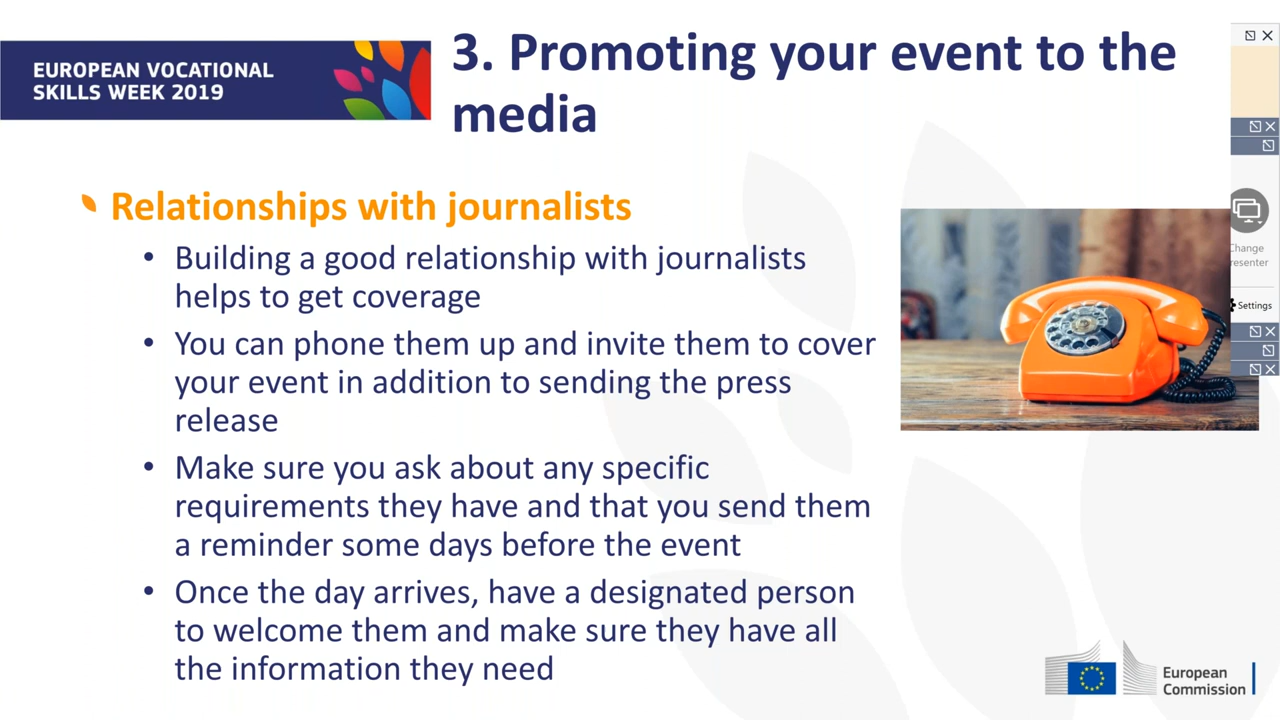 EUROPEAN VOCATIONAL
SKILLS WEEK 2019
3. Promoting your event to the
media
Relationships with journalists
• Building a good relationship with journalists
helps to get coverage
• You can phone them up and invite them to cover
your event in addition to sending the press
release
• Make sure you ask about any specific
requirements they have and that you send them
a reminder some days before the event
• Once the day arrives, have a designated person
to welcome them and make sure they have all
the information they need
Change
resenter
Settings
European
Commission